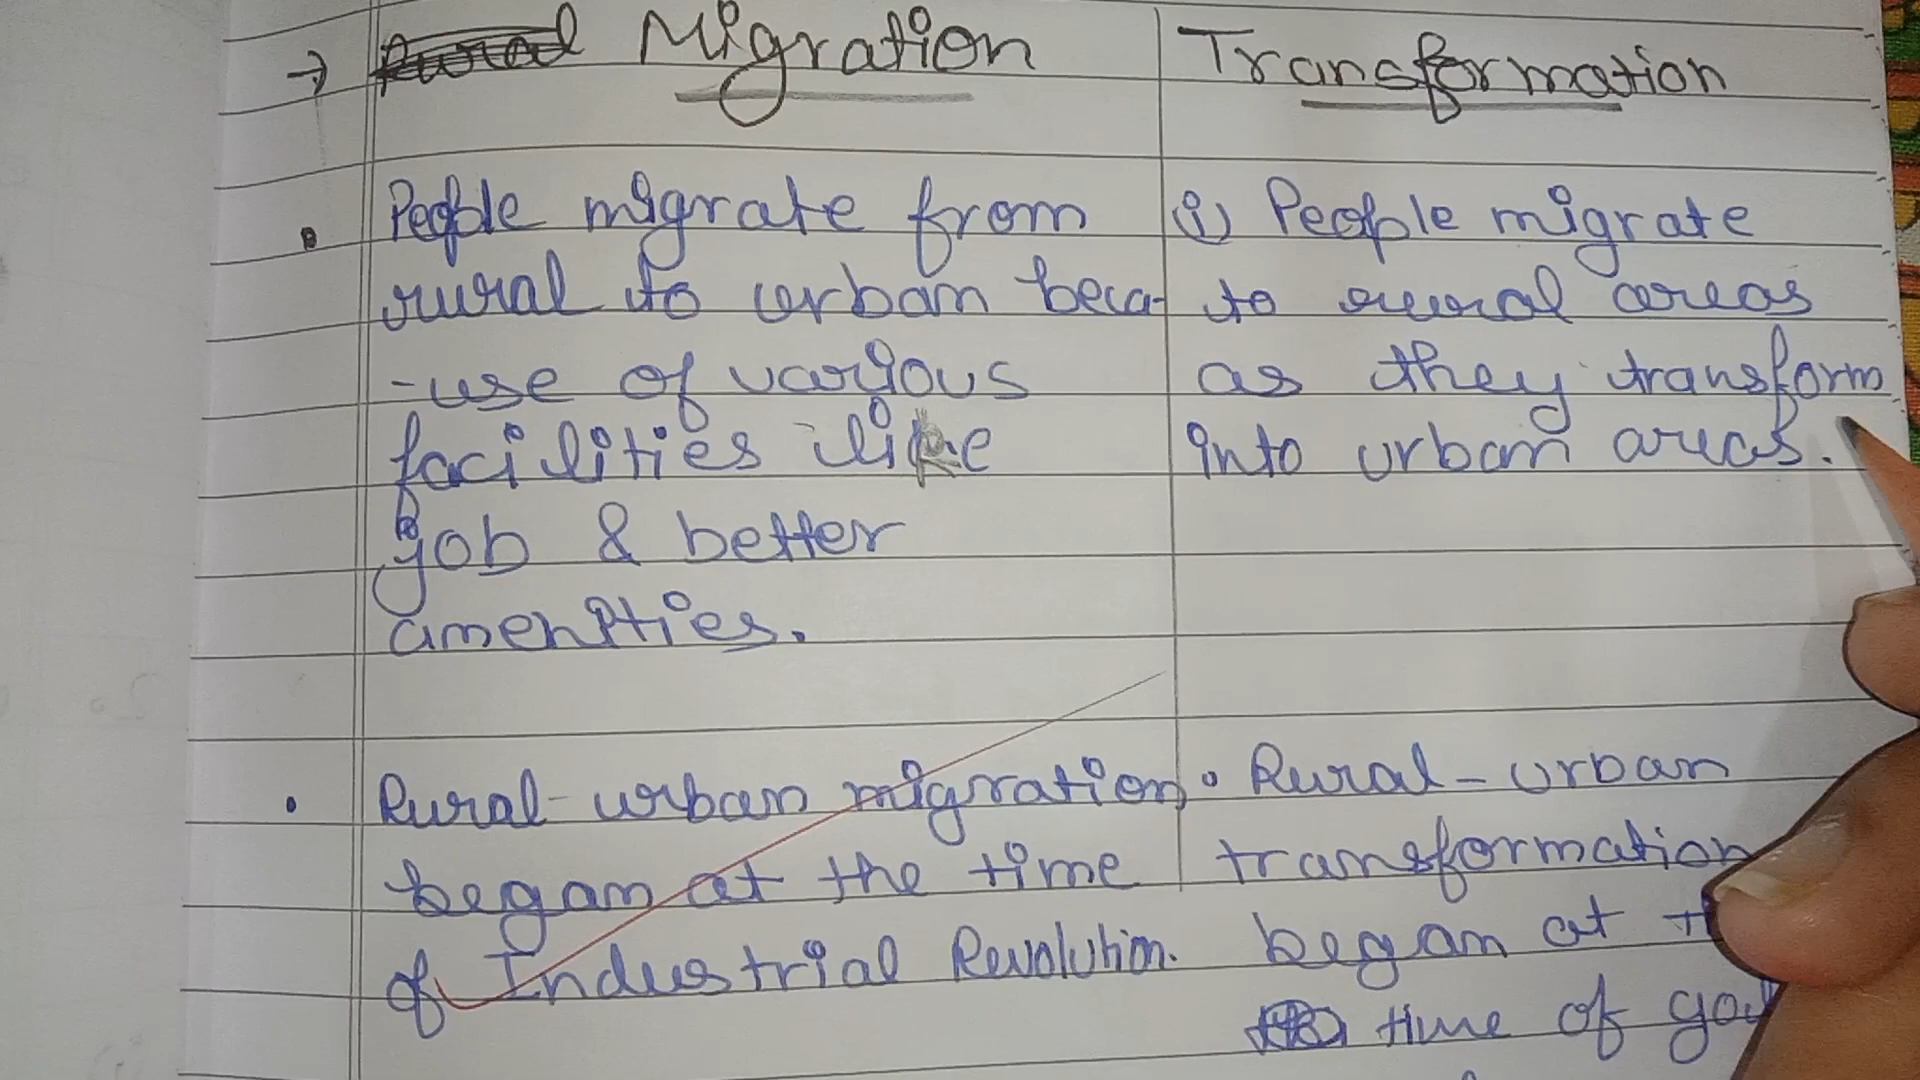 → Migration
People migrate from
rural to urban beca-
-use of various
facilities like
job & better
amenities.
• Rural-urban migration
began at the time
of Industrial Revolution.
Transformation
(i) People migrate
to rural areas
as they transform
into urban areas.
• Rural-urban
transformation
began at
time of